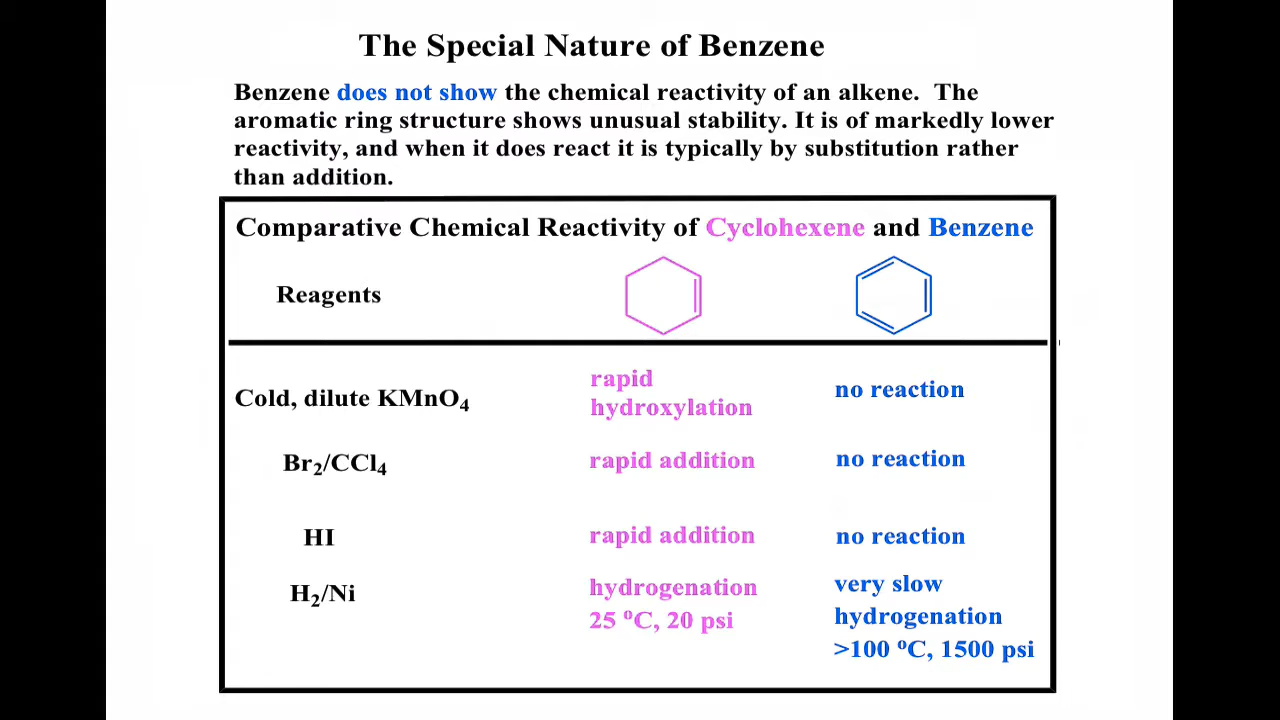 The Special Nature of Benzene
Benzene does not show the chemical reactivity of an alkene. The
aromatic ring structure shows unusual stability. It is of markedly lower
reactivity, and when it does react it is typically by substitution rather
than addition.
Comparative Chemical Reactivity of Cyclohexene and Benzene
Reagents
Cold, dilute KMnO₄
rapid
hydroxylation
no reaction
Br₂/CCl₄
rapid addition
no reaction
HI
rapid addition
no reaction
H₂/Ni
hydrogenation
25 ºC, 20 psi
very slow
hydrogenation
>100 ºC, 1500 psi